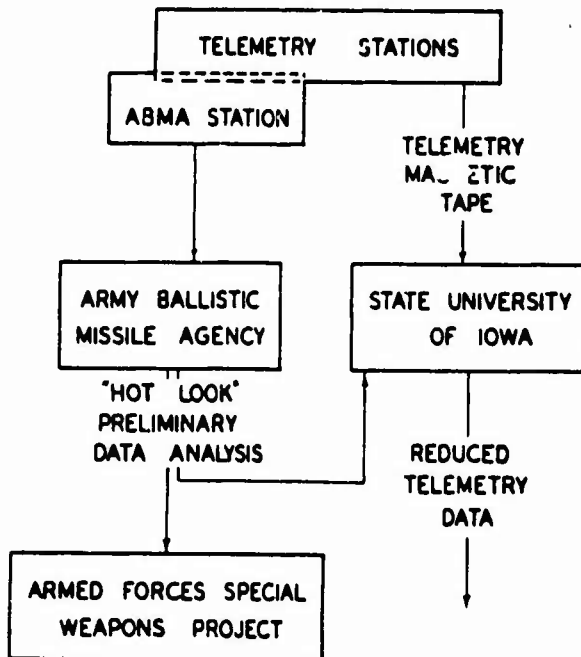 TELEMETRY STATIONS
ABMA STATION
TELEMETRY
TAPE
ARMY BALLISTIC
MISSILE AGENCY
STATE UNIVERSITY
OF IOWA
"HOT LOOK"
PRELIMINARY
DATA ANALYSIS
REDUCED
TELEMETRY
DATA
ARMED FORCES SPECIAL
WEAPONS PROJECT